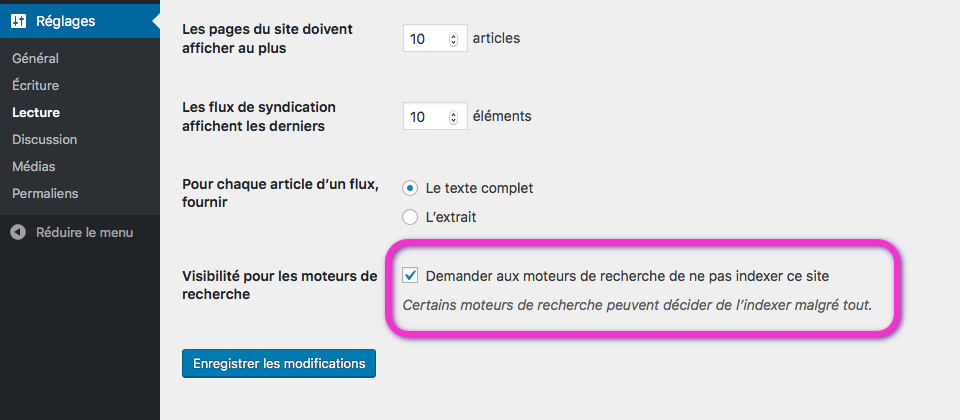 Réglages
Général
Écriture
Lecture
Discussion
Médias
Permaliens
Réduire le menu
Les pages du site doivent
afficher au plus
10 articles
Les flux de syndication
affichent les derniers
10 éléments
Pour chaque article d’un flux,
fournir
Le texte complet
L’extrait
Visibilité pour les moteurs de
recherche
Demander aux moteurs de recherche de ne pas indexer ce site
Certains moteurs de recherche peuvent décider de l’indexer malgré tout.
Enregistrer les modifications